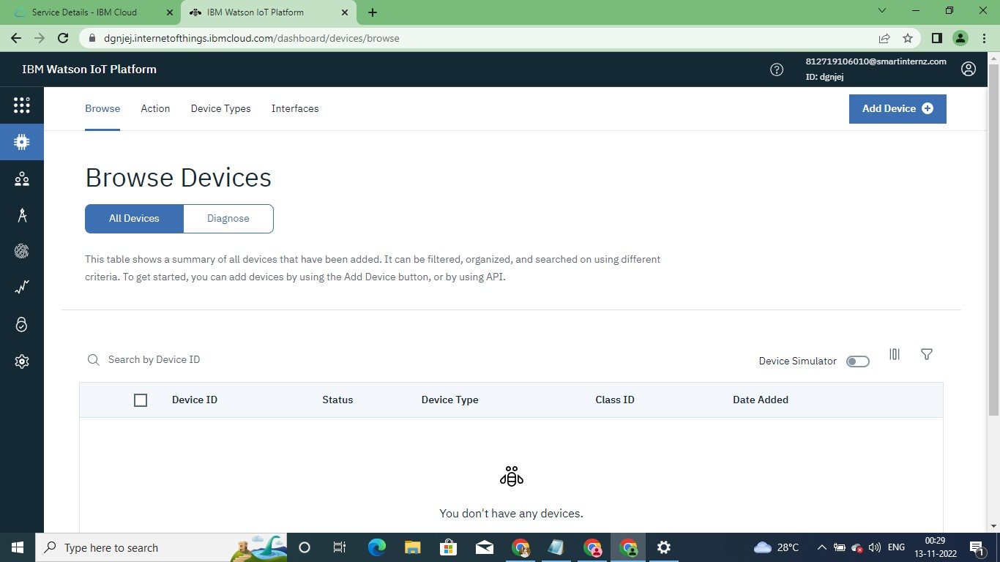 Service Details - IBM Cloud
IBM Watson IoT Platform
dgnjej.internetofthings.ibmcloud.com/dashboard/devices/browse
IBM Watson IoT Platform
812719106010@smartinternz.com
ID: dgnjej
Browse Action Device Types Interfaces
Add Device
Browse Devices
All Devices Diagnose
This table shows a summary of all devices that have been added. It can be filtered, organized, and searched on using different
criteria. To get started, you can add devices by using the Add Device button, or by using API.
Search by Device ID
Device Simulator
Device ID Status Device Type Class ID Date Added
You don't have any devices.
Type here to search
28°C
ENG
00:29
13-11-2022
1